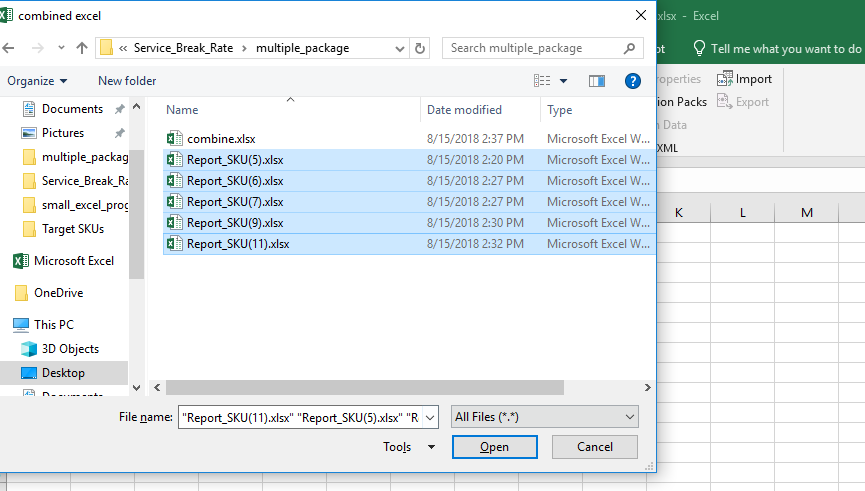 combined excel
xlsx - Excel
« Service_Break_Rate > multiple_package
Search multiple_package
pt
Tell me what you want to do
Organize
New folder
roperties
Import
ion Packs
Export
h Data
XML
Name
Date modified
Type
Documents
Pictures
multiple_packag
Service_Break_Ra
small_excel_prog
Target SKUs
Microsoft Excel
OneDrive
This PC
3D Objects
Desktop
Documents
combine.xlsx 8/15/2018 2:37 PM Microsoft Excel W...
Report_SKU(5).xlsx 8/15/2018 2:20 PM Microsoft Excel W...
Report_SKU(6).xlsx 8/15/2018 2:27 PM Microsoft Excel W...
Report_SKU(7).xlsx 8/15/2018 2:27 PM Microsoft Excel W...
Report_SKU(9).xlsx 8/15/2018 2:30 PM Microsoft Excel W...
Report_SKU(11).xlsx 8/15/2018 2:32 PM Microsoft Excel W...
K L M
File name: "Report_SKU(11).xlsx" "Report_SKU(5).xlsx" "R
All Files (*.*)
Tools
Open
Cancel